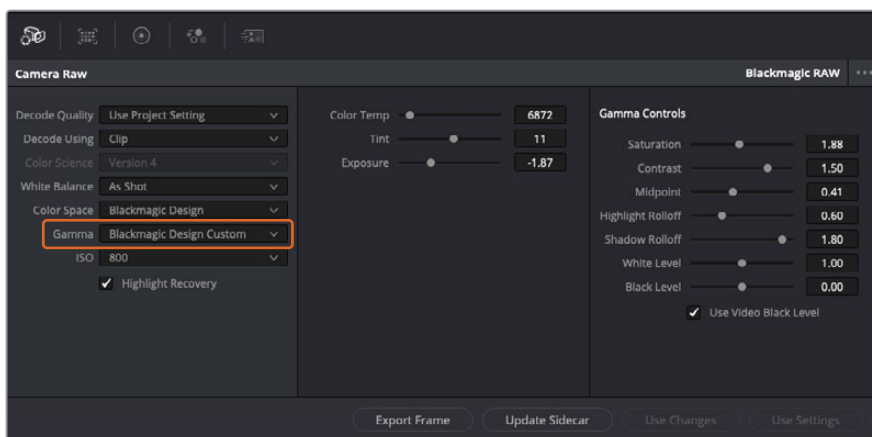 Camera Raw
Blackmagic RAW
Decode Quality Use Project Setting
Decode Using Clip
Color Science Version 4
White Balance As Shot
Color Space Blackmagic Design
Gamma Blackmagic Design Custom
ISO 800
Highlight Recovery
Color Temp 6872
Tint 11
Exposure -1.87
Gamma Controls
Saturation 1.88
Contrast 1.50
Midpoint 0.41
Highlight Rolloff 0.60
Shadow Rolloff 1.80
White Level 1.00
Black Level 0.00
Use Video Black Level
Export Frame
Update Sidecar
Use Changes
Use Settings